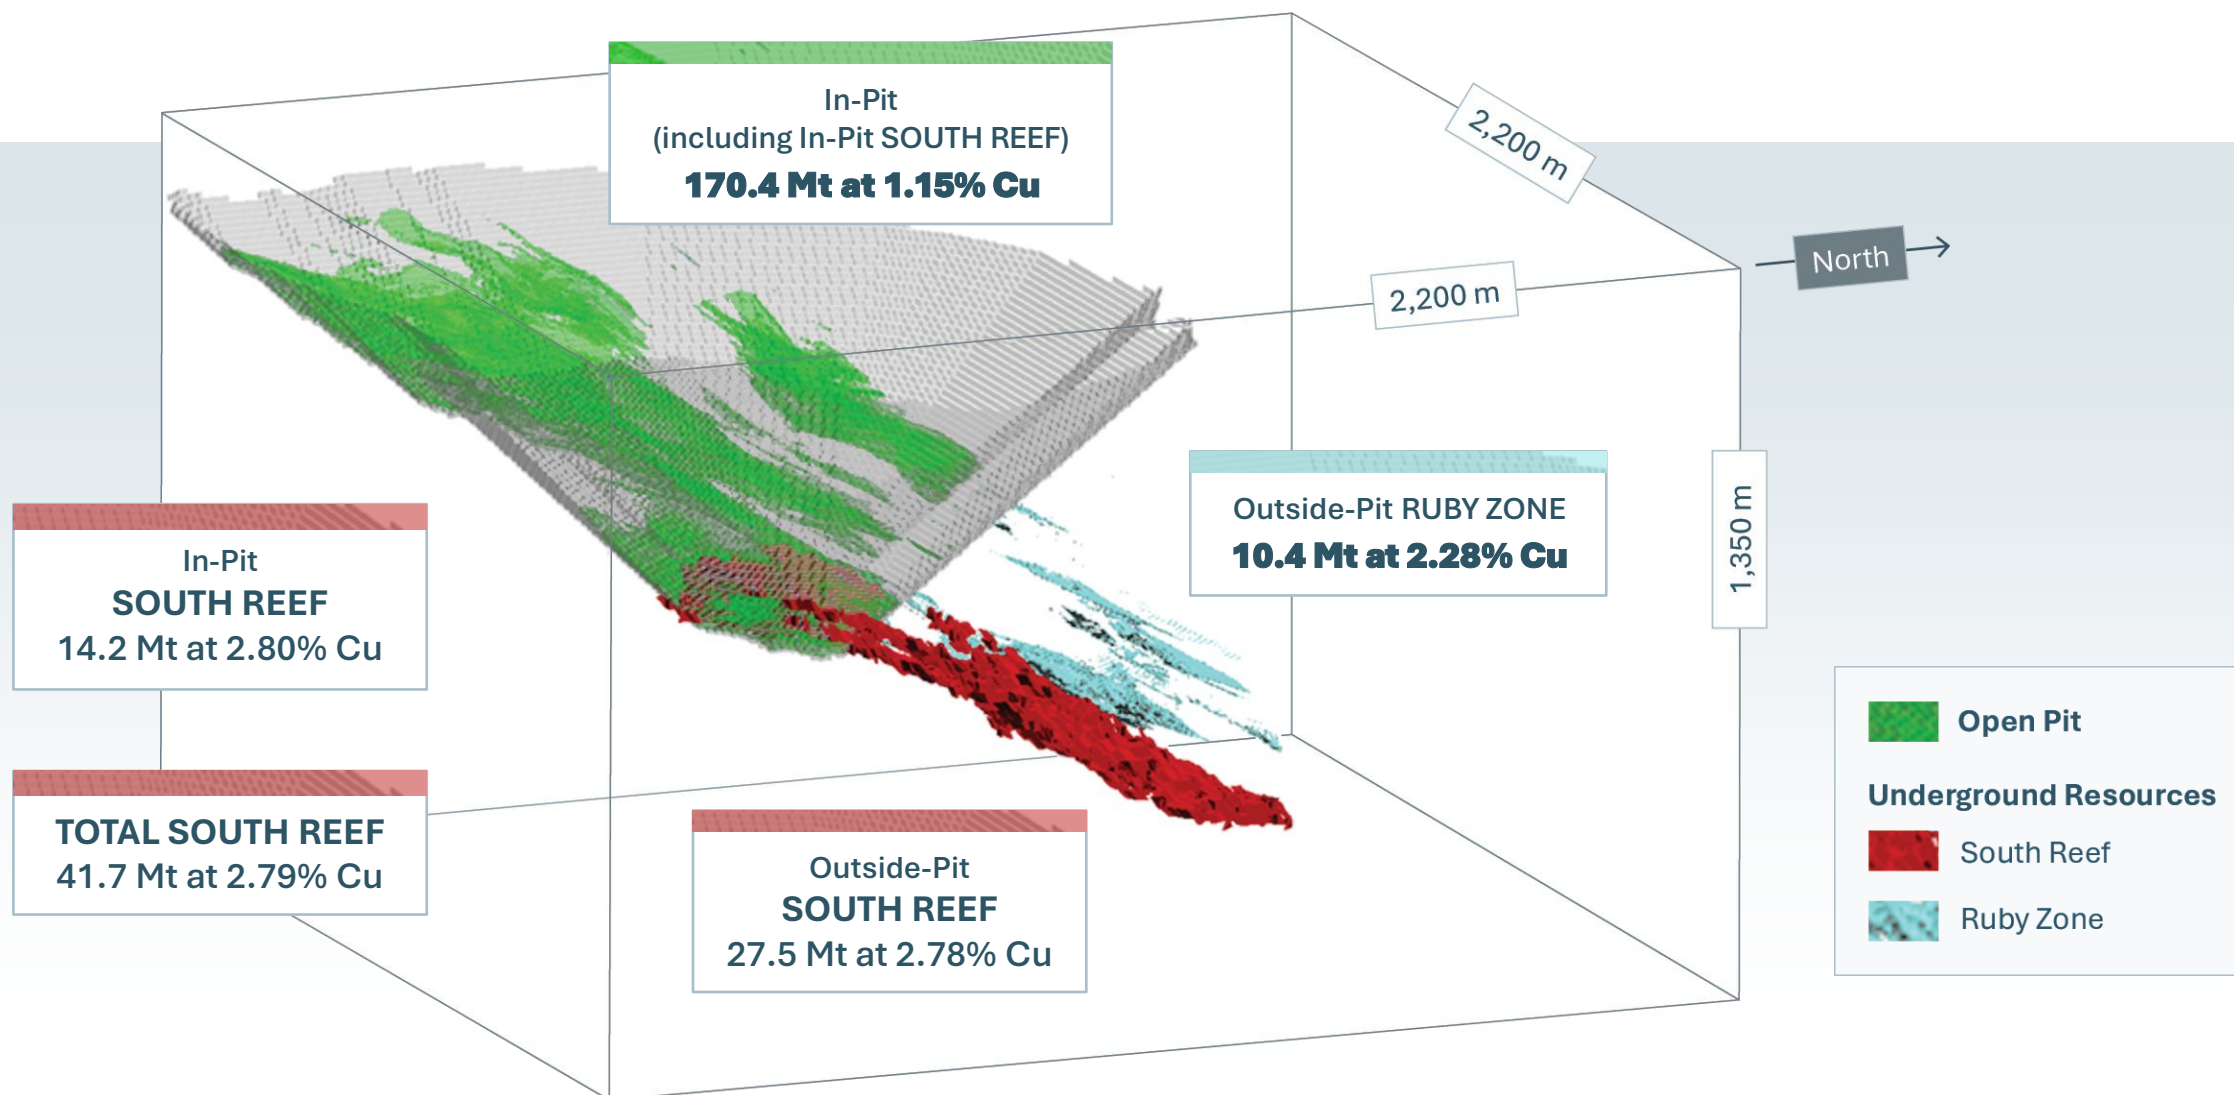 In-Pit
(including In-Pit SOUTH REEF)
170.4 Mt at 1.15% Cu
2,200 m
North
2,200 m
Outside-Pit RUBY ZONE
10.4 Mt at 2.28% Cu
1,350 m
In-Pit
SOUTH REEF
14.2 Mt at 2.80% Cu
TOTAL SOUTH REEF
41.7 Mt at 2.79% Cu
Outside-Pit
SOUTH REEF
27.5 Mt at 2.78% Cu
Open Pit
Underground Resources
South Reef
Ruby Zone